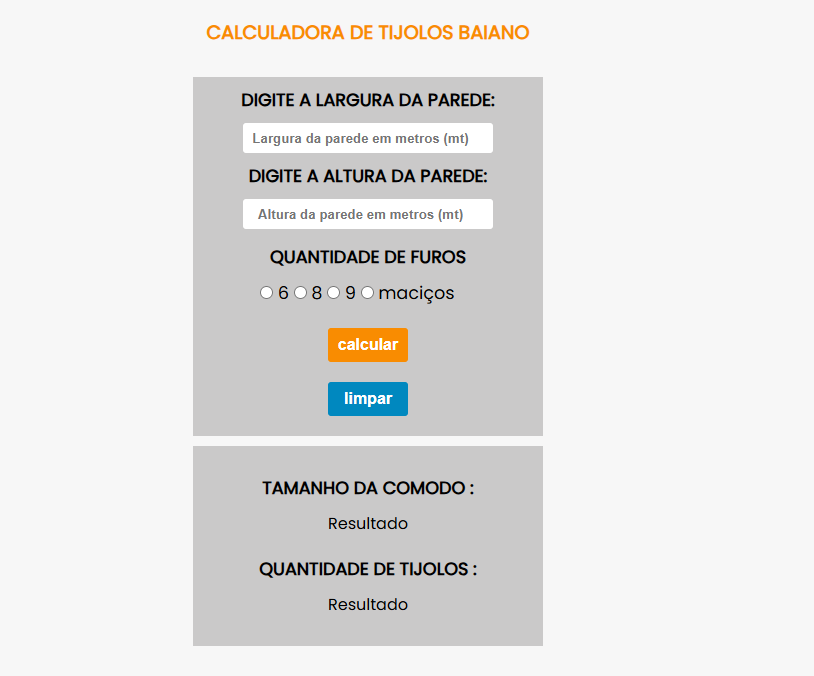 CALCULADORA DE TIJOLOS BAIANO
DIGITE A LARGURA DA PAREDE:
Largura da parede em metros (mt)
DIGITE A ALTURA DA PAREDE:
Altura da parede em metros (mt)
QUANTIDADE DE FUROS
6 8 9 maciços
calcular
limpar
TAMANHO DA COMODO :
Resultado
QUANTIDADE DE TIJOLOS :
Resultado